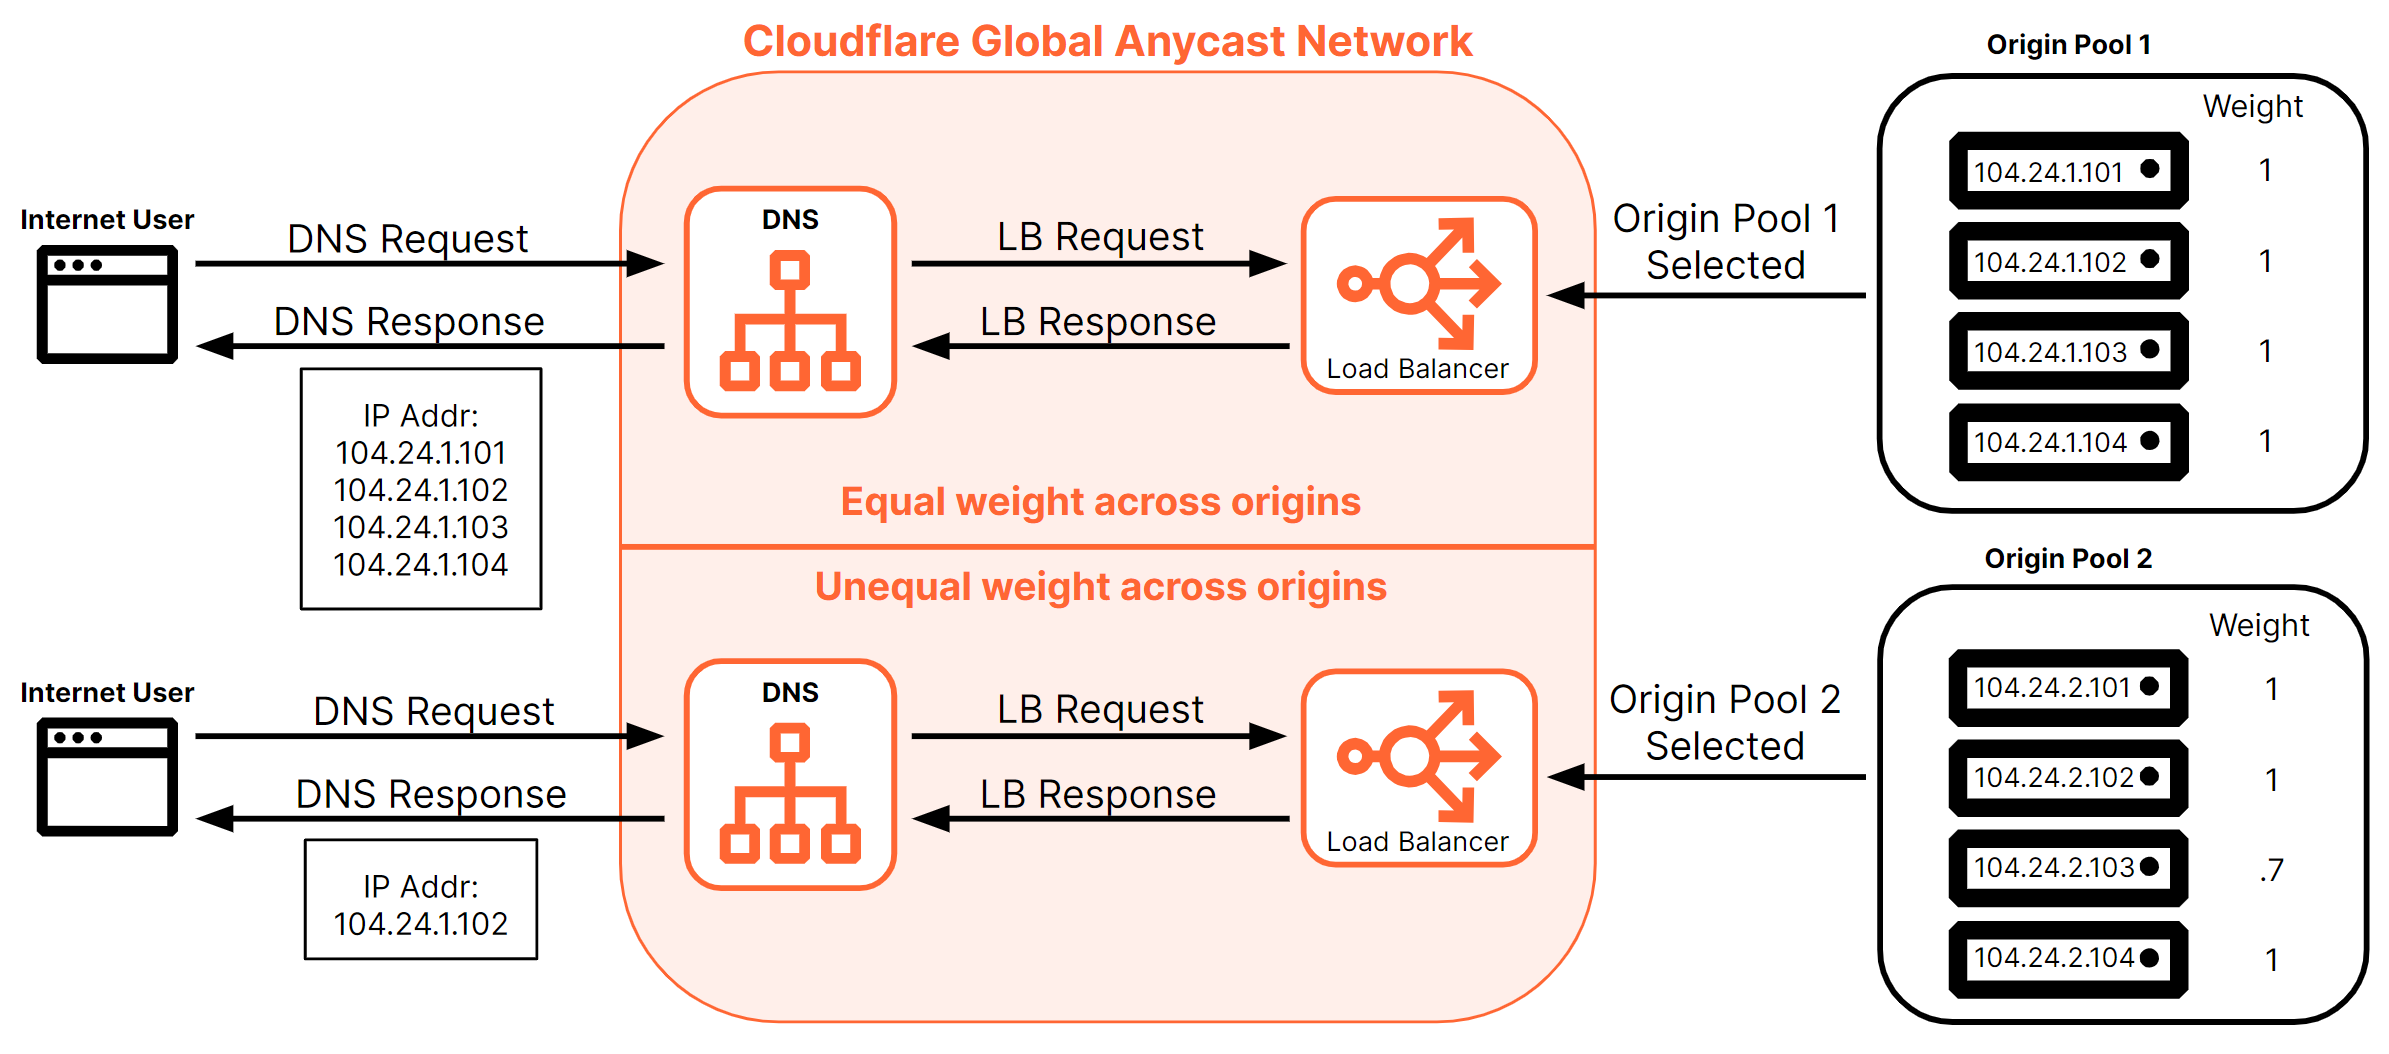 Cloudflare Global Anycast Network
Origin Pool 1
Weight
104.24.1.101 1
104.24.1.102 1
104.24.1.103 1
104.24.1.104 1
Internet User
DNS Request
DNS Response
IP Addr:
104.24.1.101
104.24.1.102
104.24.1.103
104.24.1.104
DNS
LB Request
LB Response
Load Balancer
Origin Pool 1
Selected
Equal weight across origins
Unequal weight across origins
Origin Pool 2
Weight
104.24.2.101 1
104.24.2.102 1
104.24.2.103 .7
104.24.2.104 1
Internet User
DNS Request
DNS Response
IP Addr:
104.24.1.102
DNS
LB Request
LB Response
Load Balancer
Origin Pool 2
Selected